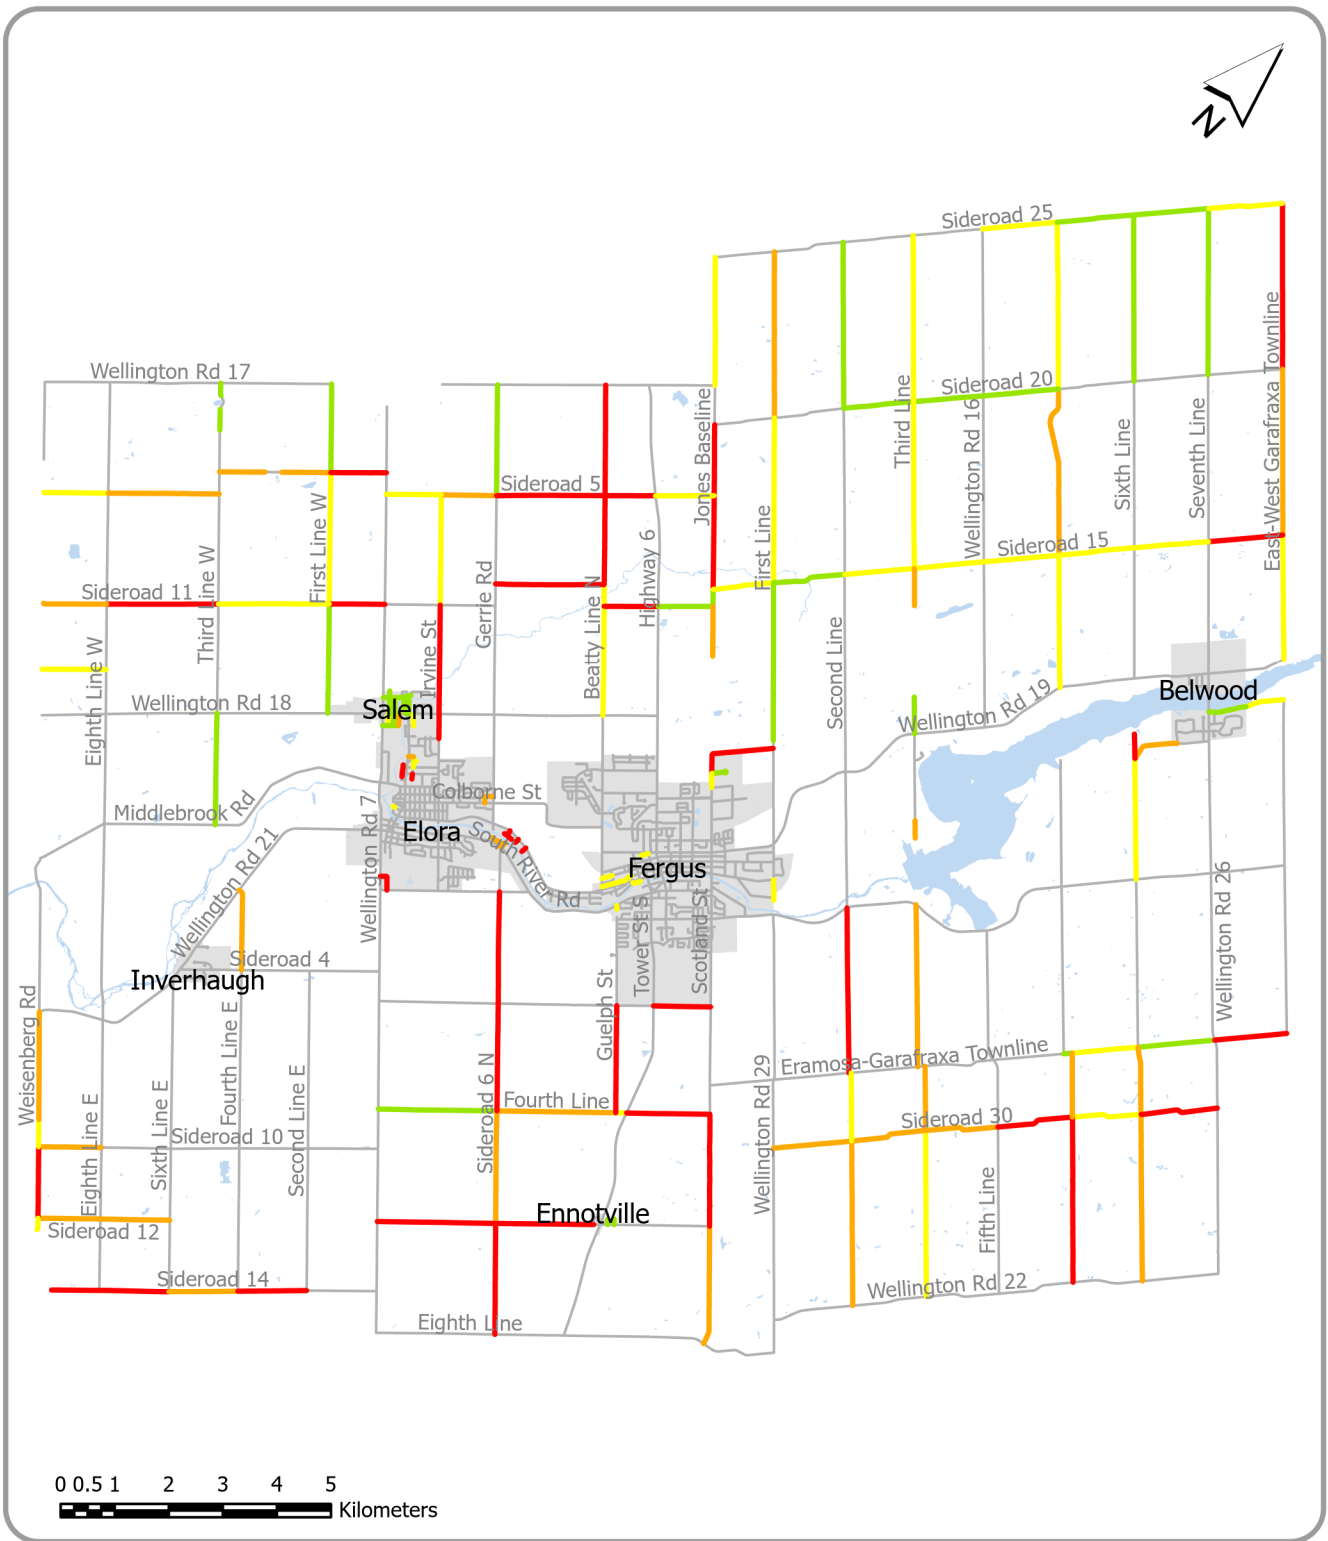 N
Sideroad 25
East-West Garafraxa Townline
Wellington Rd 17
Sideroad 20
Third Line
Jones Baseline
Wellington Rd 16
Sixth Line
Seventh Line
Sideroad 5
First Line W
First Line
Highway 6
Sideroad 15
Third Line W
Gerrie Rd
Beatty Line N
Sideroad 11
Irvine St
Second Line
Eighth Line W
Wellington Rd 18
Salem
Wellington Rd 19
Belwood
Middlebrook Rd
Colborne St
Wellington Rd 7
Elora
South River Rd
Fergus
Wellington Rd 21
Tower St S
Scotland St
Wellington Rd 26
Sideroad 4
Inverhaugh
Guelph St
Weisenberg Rd
Fourth Line E
Eramosa-Garafraxa Townline
Sideroad 6 N
Fourth Line
Wellington Rd 29
Sideroad 30
Eighth Line E
Sixth Line E
Sideroad 10
Second Line E
Fifth Line
Ennotville
Sideroad 12
Sideroad 14
Wellington Rd 22
Eighth Line
0 0.5 1 2 3 4 5
Kilometers